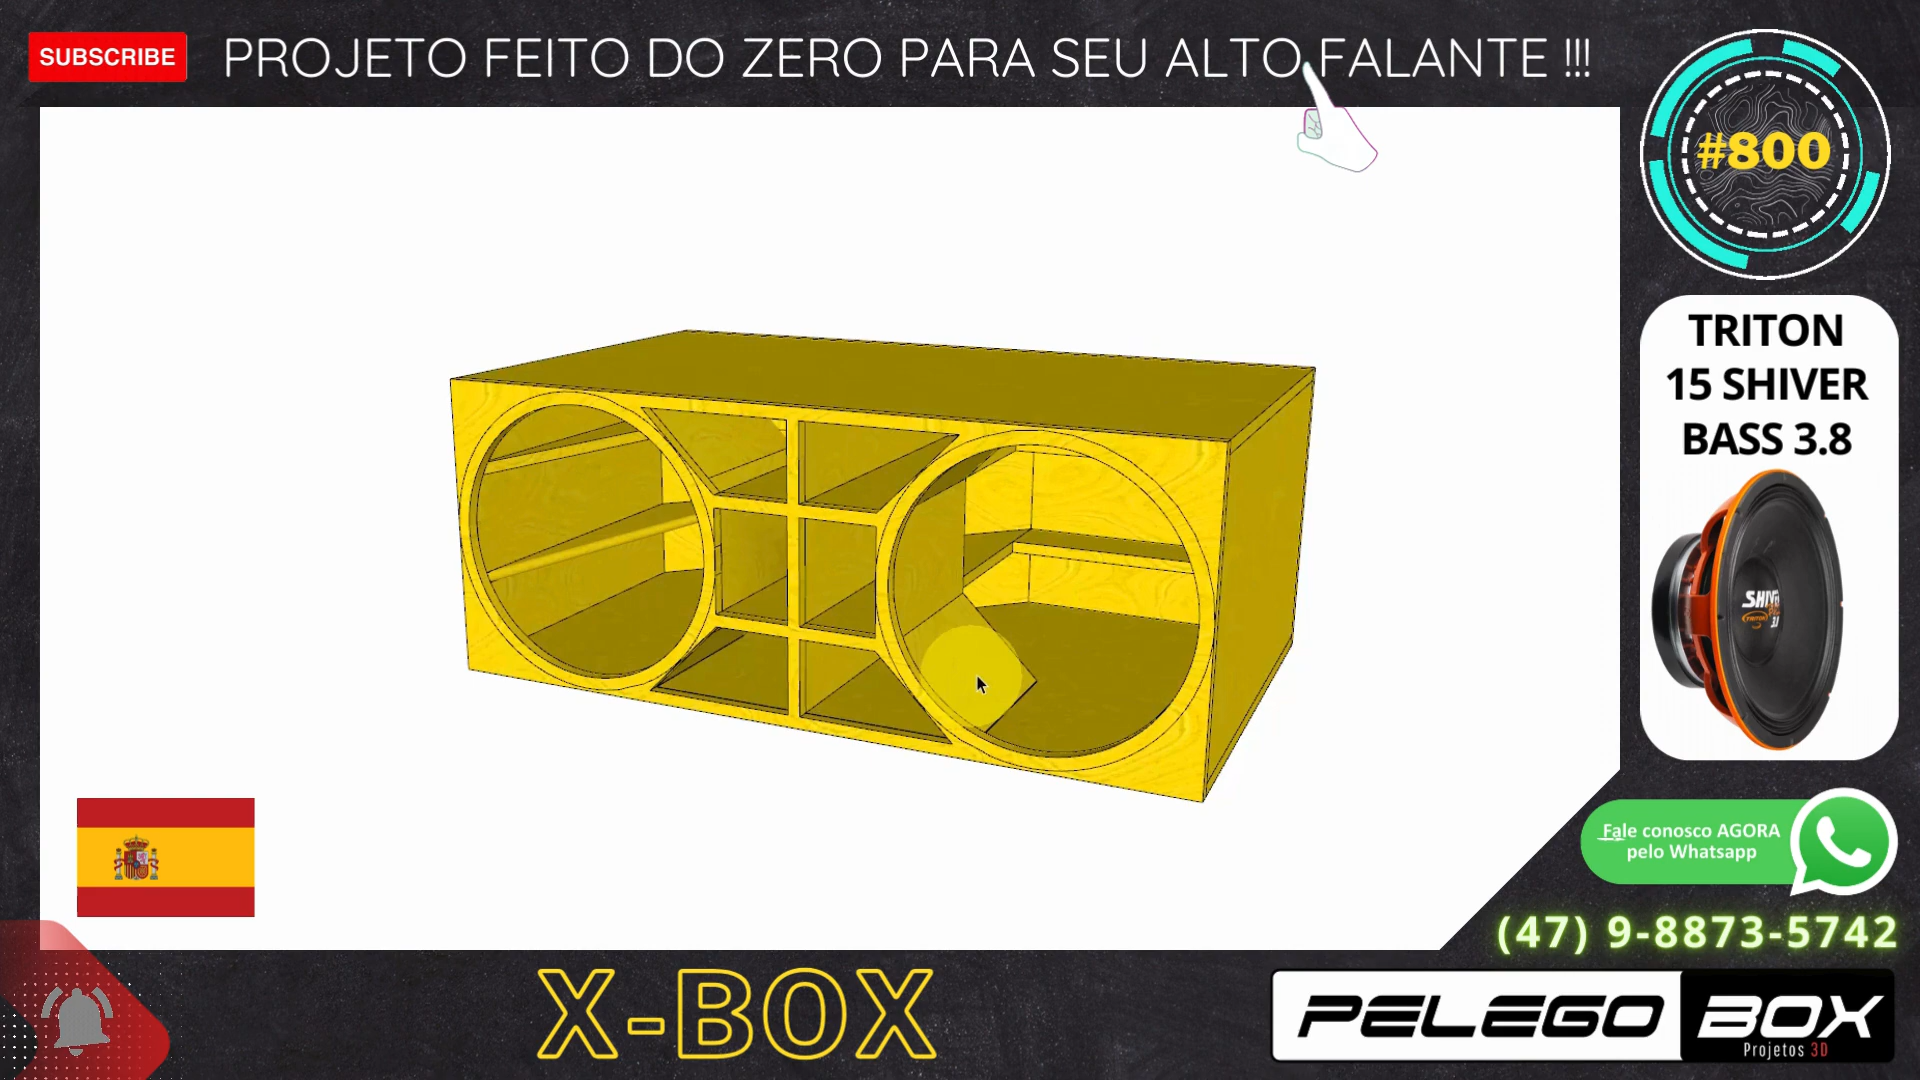 SUBSCRIBE
PROJETO FEITO DO ZERO PARA SEU ALTO FALANTE !!!
#800
TRITON
15 SHIVER
BASS 3.8
Fale conosco AGORA
pelo Whatsapp
(47) 9-8873-5742
X-BOX
PELEGO BOX
Projetos 3D